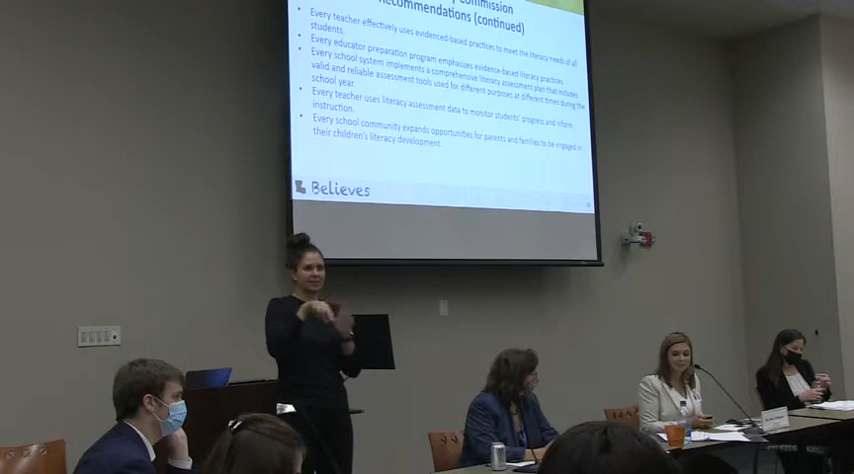 Commission
Recommendations (continued)
• Every teacher effectively uses evidenced-based practices to meet the literacy needs of all
students.
• Every educator preparation program emphasizes evidence-based literacy practices.
• Every school system implements a comprehensive literacy assessment plan that includes
valid and reliable assessment tools used for different purposes at different times during the
school year.
• Every teacher uses literacy assessment data to monitor students' progress and inform
instruction.
• Every school community expands opportunities for parents and families to be engaged in
their children's literacy development.
Believes